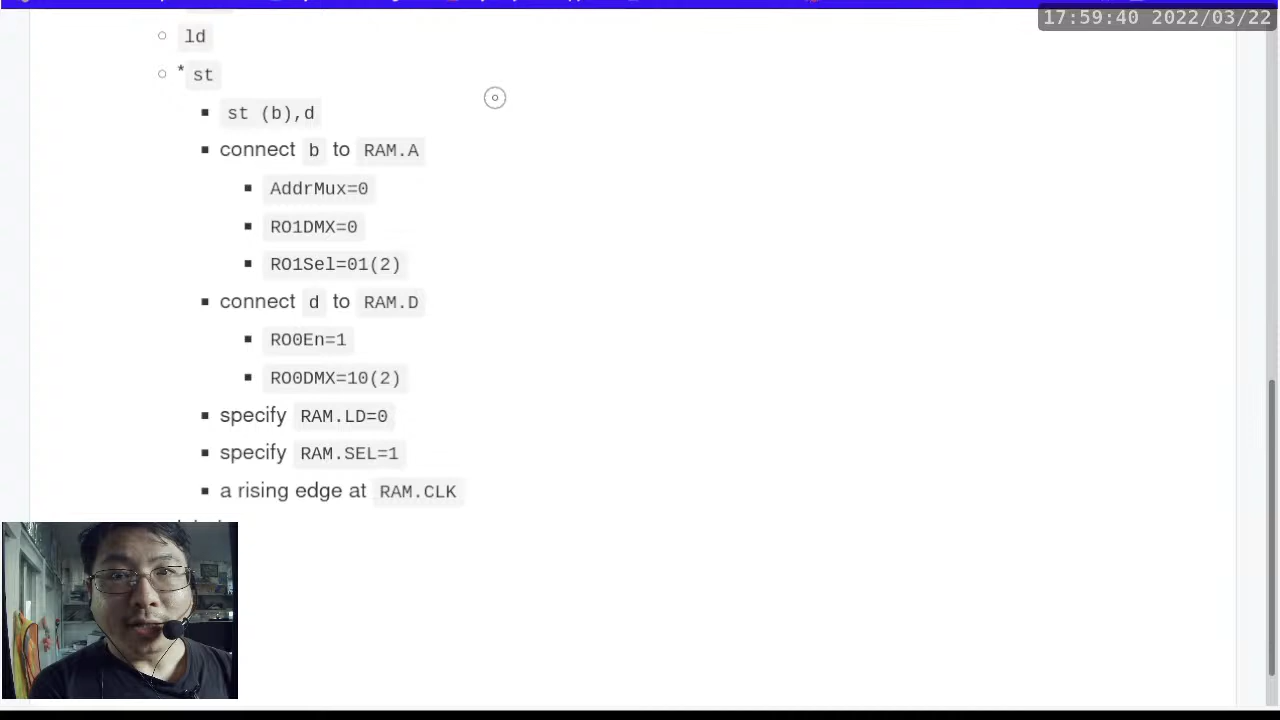 17:59:40 2022/03/22
ld
* st
st (b),d
connect b to RAM.A
AddrMux=0
RO1DMX=0
RO1Sel=01(2)
connect d to RAM.D
RO0En=1
RO0DMX=10(2)
specify RAM.LD=0
specify RAM.SEL=1
a rising edge at RAM.CLK